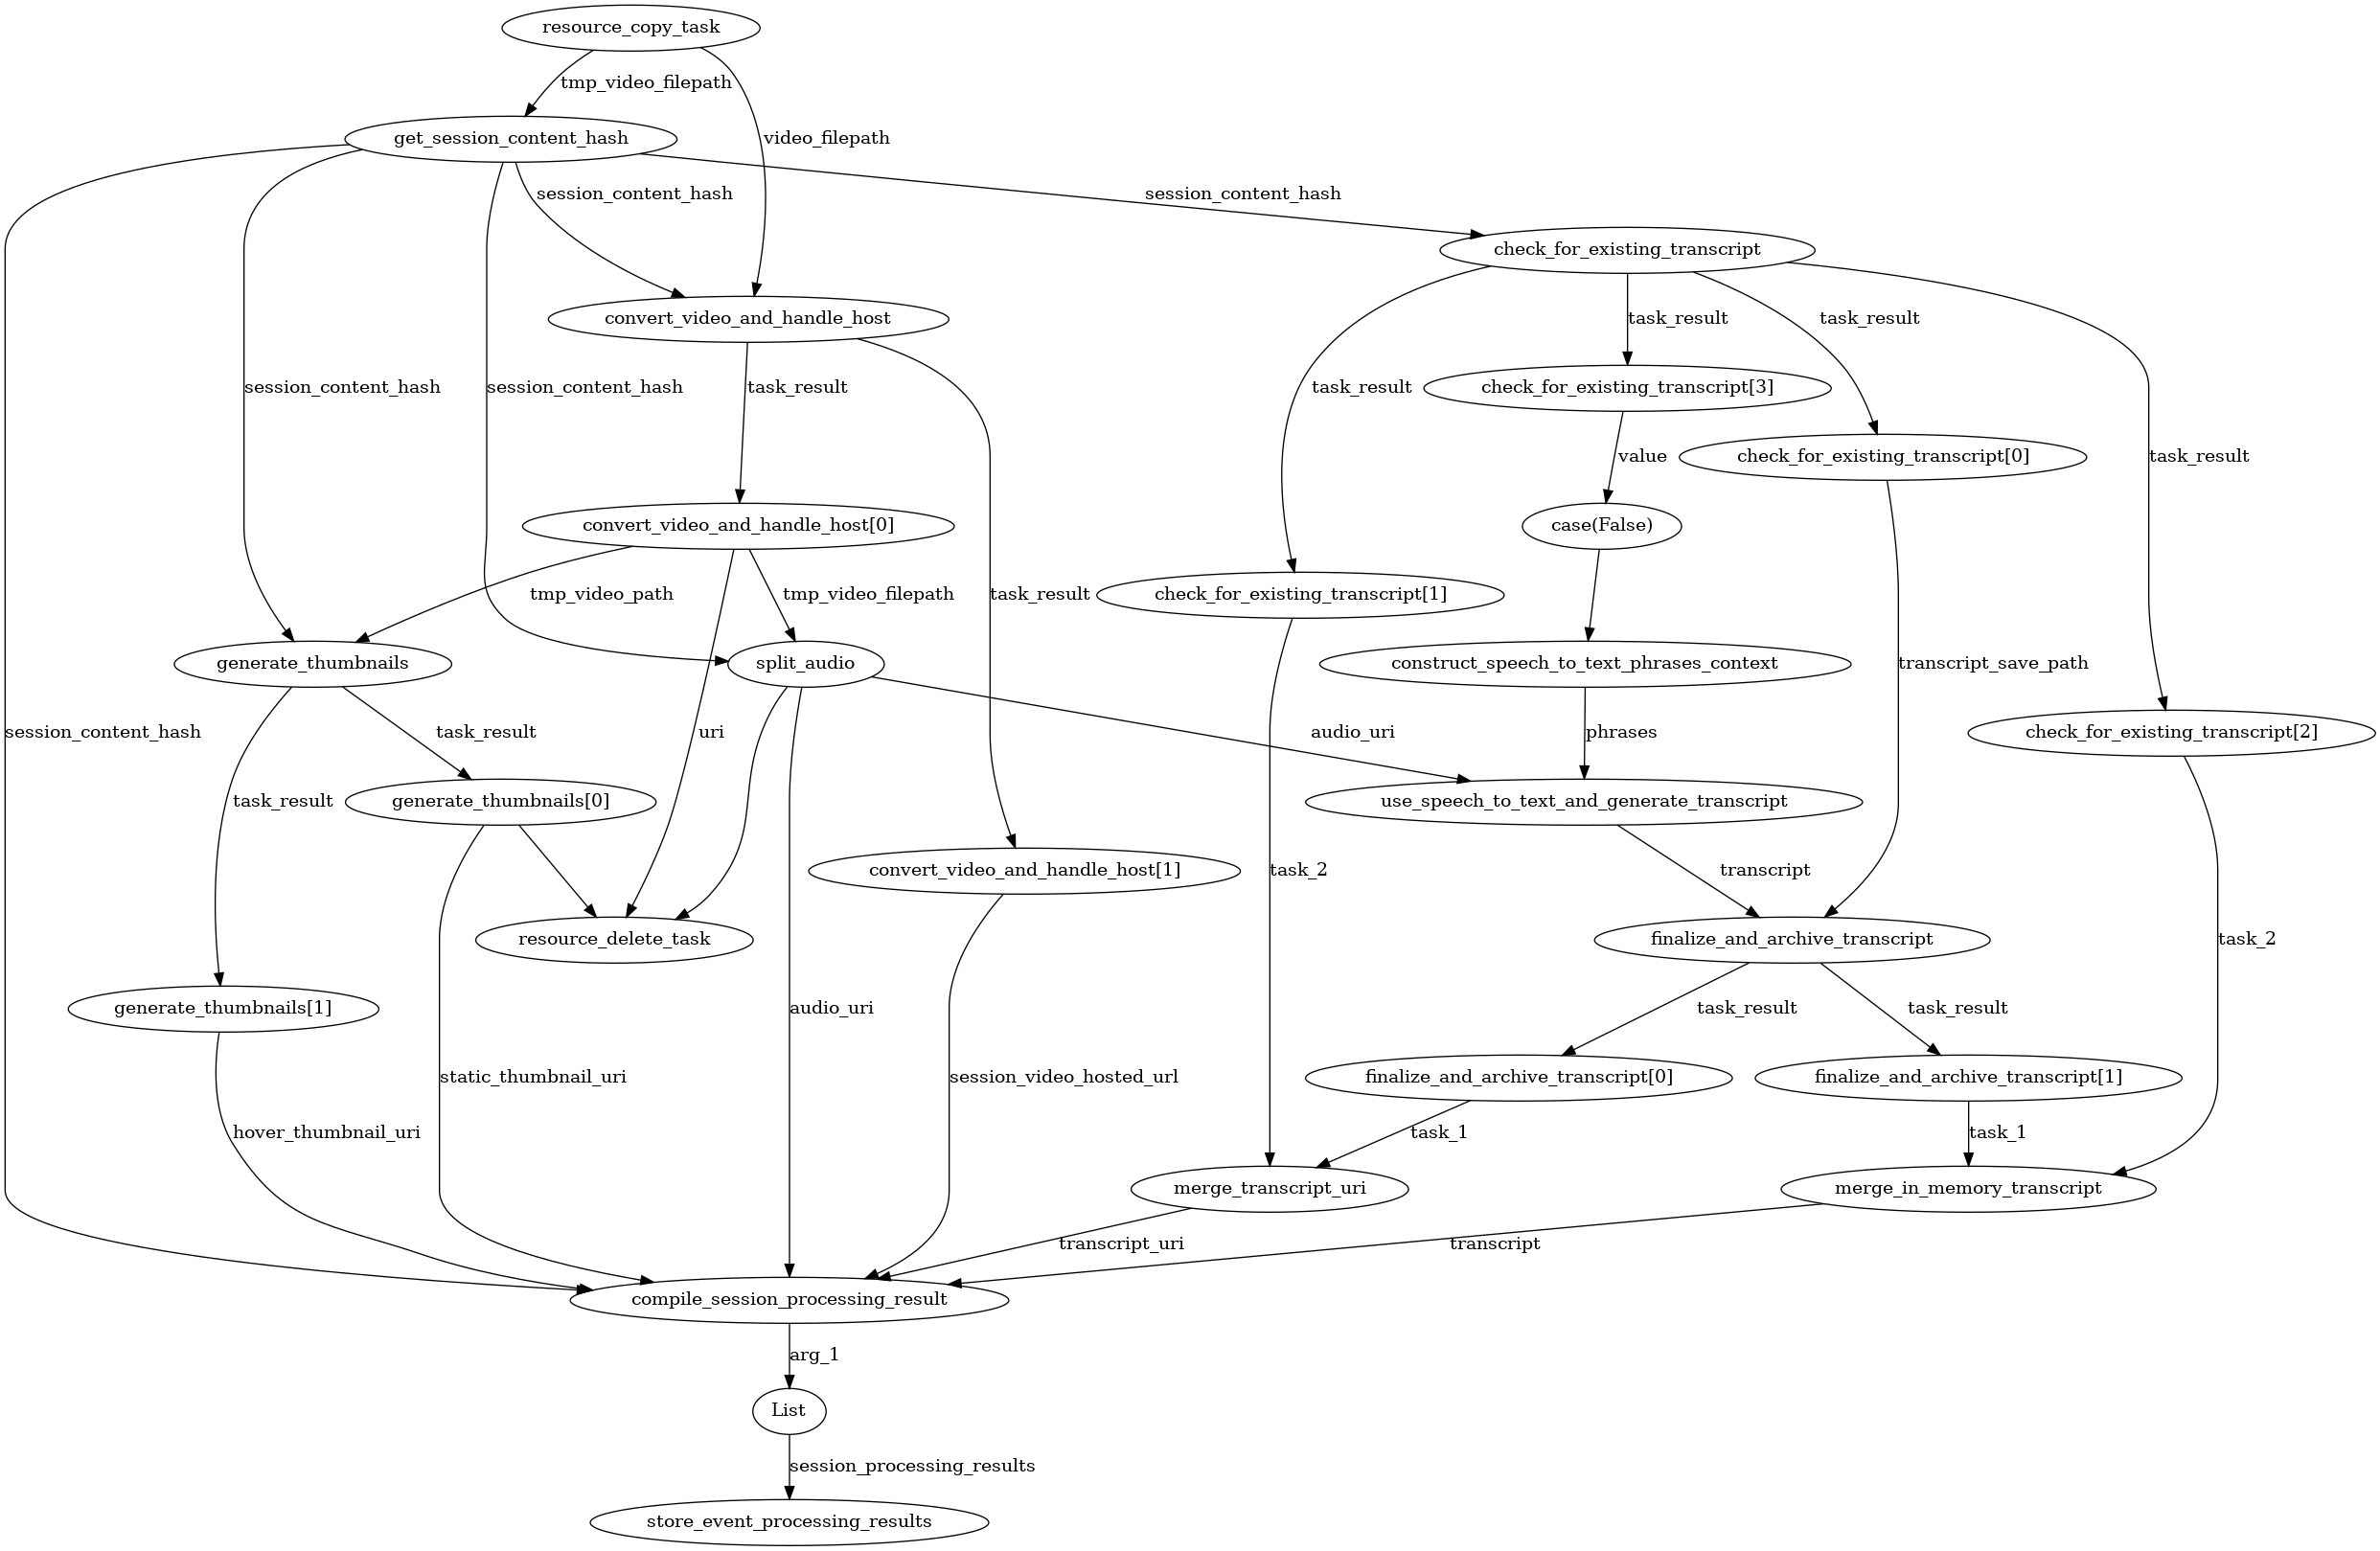 resource_copy_task
tmp_video_filepath
get_session_content_hash
video_filepath
session_content_hash
session_content_hash
check_for_existing_transcript
convert_video_and_handle_host
task_result
task_result
session_content_hash
session_content_hash
task_result
task_result
check_for_existing_transcript[3]
value
check_for_existing_transcript[0]
task_result
convert_video_and_handle_host[0]
case(False)
tmp_video_path
tmp_video_filepath
task_result
check_for_existing_transcript[1]
generate_thumbnails
split_audio
construct_speech_to_text_phrases_context
transcript_save_path
session_content_hash
task_result
uri
audio_uri
phrases
check_for_existing_transcript[2]
task_result
generate_thumbnails[0]
use_speech_to_text_and_generate_transcript
convert_video_and_handle_host[1]
task_2
transcript
resource_delete_task
finalize_and_archive_transcript
task_2
generate_thumbnails[1]
audio_uri
task_result
task_result
static_thumbnail_uri
session_video_hosted_url
finalize_and_archive_transcript[0]
finalize_and_archive_transcript[1]
hover_thumbnail_uri
task_1
task_1
merge_transcript_uri
merge_in_memory_transcript
transcript_uri
transcript
compile_session_processing_result
arg_1
List
session_processing_results
store_event_processing_results